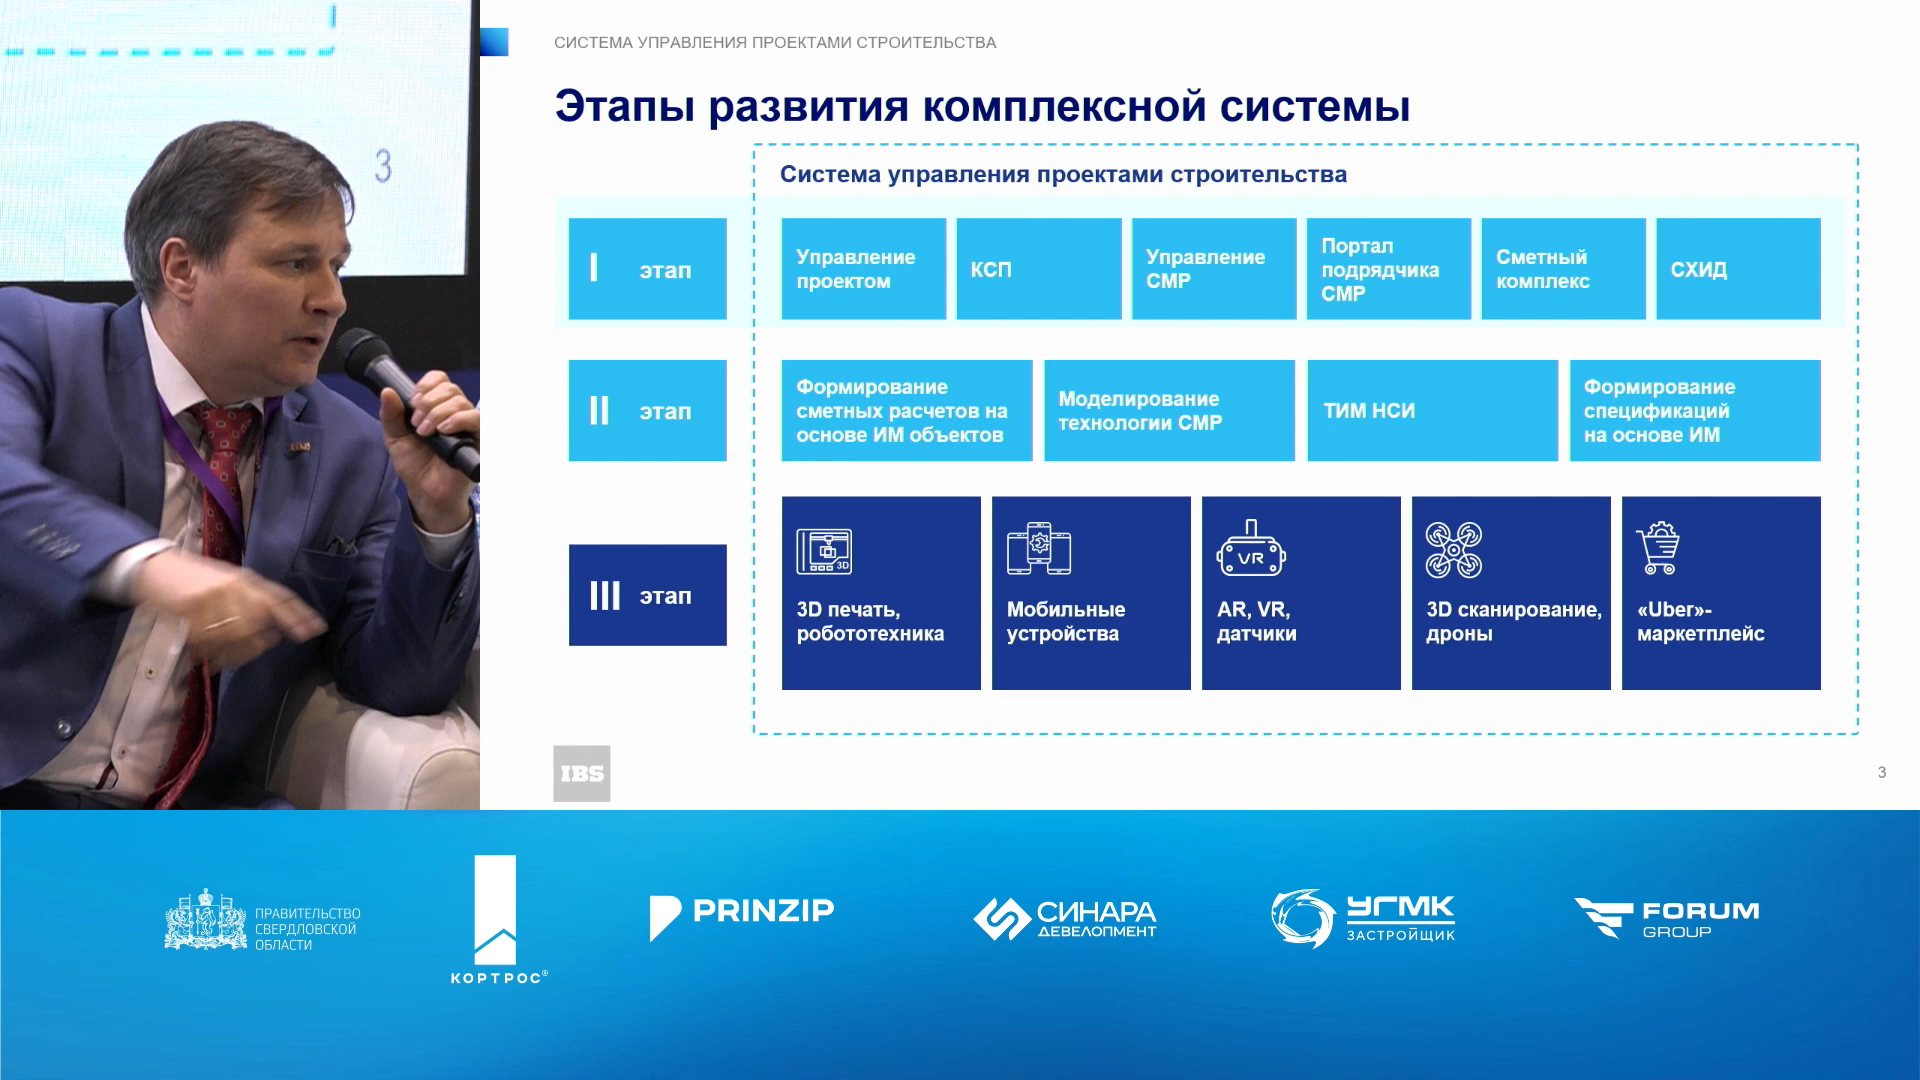 3
СИСТЕМА УПРАВЛЕНИЯ ПРОЕКТАМИ СТРОИТЕЛЬСТВА
Этапы развития комплексной системы
Система управления проектами строительства
I этап
Управление
проектом
КСП
Управление
СМР
Портал
подрядчика
СМР
Сметный
комплекс
СХИД
II этап
Формирование
сметных расчетов на
основе ИМ объектов
Моделирование
технологии СМР
ТИМ НСИ
Формирование
спецификаций
на основе ИМ
III этап
3D
3D печать,
робототехника
Мобильные
устройства
VR
AR, VR,
датчики
3D сканирование,
дроны
«Uber»-
маркетплейс
IBS
3
ПРАВИТЕЛЬСТВО
СВЕРДЛОВСКОЙ
ОБЛАСТИ
КОРТРОС®
PRINZIP
СИНАРА
ДЕВЕЛОПМЕНТ
УГМК
ЗАСТРОЙЩИК
FORUM
GROUP